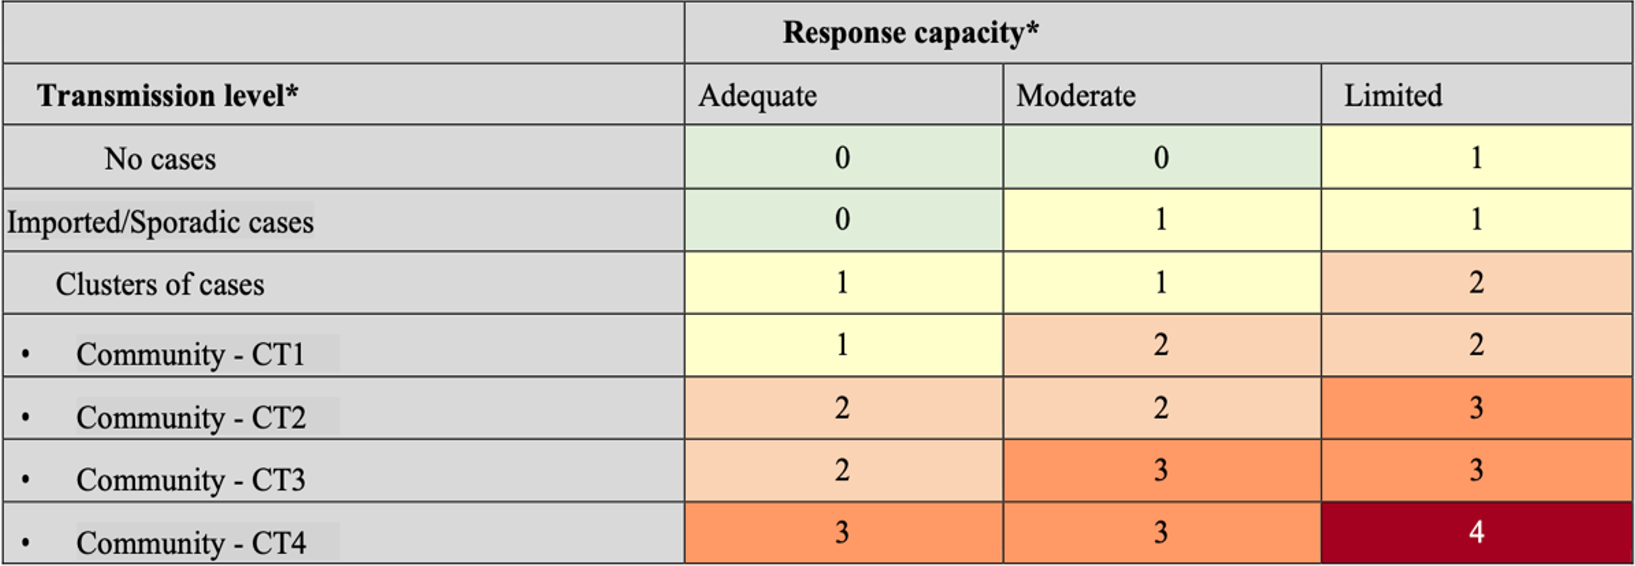 Response capacity*
Transmission level* Adequate Moderate Limited
No cases 0 0 1
Imported/Sporadic cases 0 1 1
Clusters of cases 1 1 2
• Community - CT1 1 2 2
• Community - CT2 2 2 3
• Community - CT3 2 3 3
• Community - CT4 3 3 4